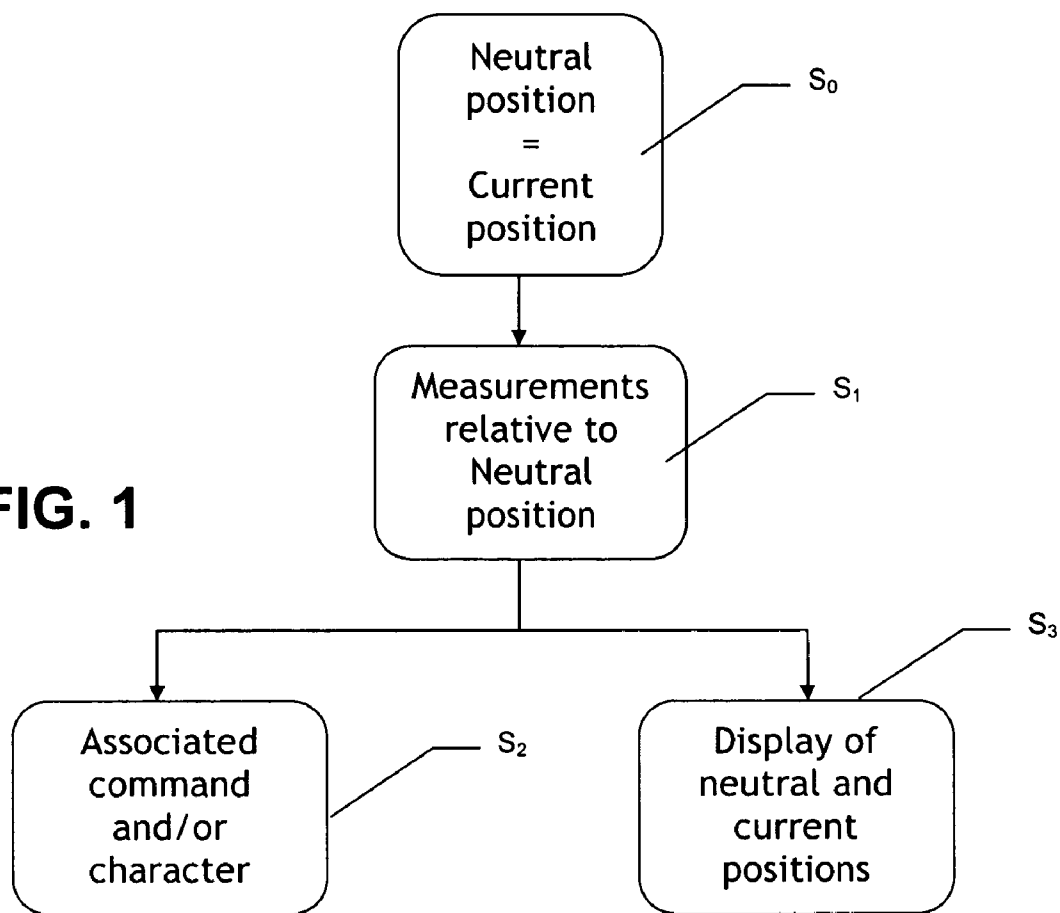 Neutral
position
=
Current
position
S₀
Measurements
relative to
Neutral
position
S₁
FIG. 1
Associated
command
and/or
character
S₂
Display of
neutral and
current
positions
S₃